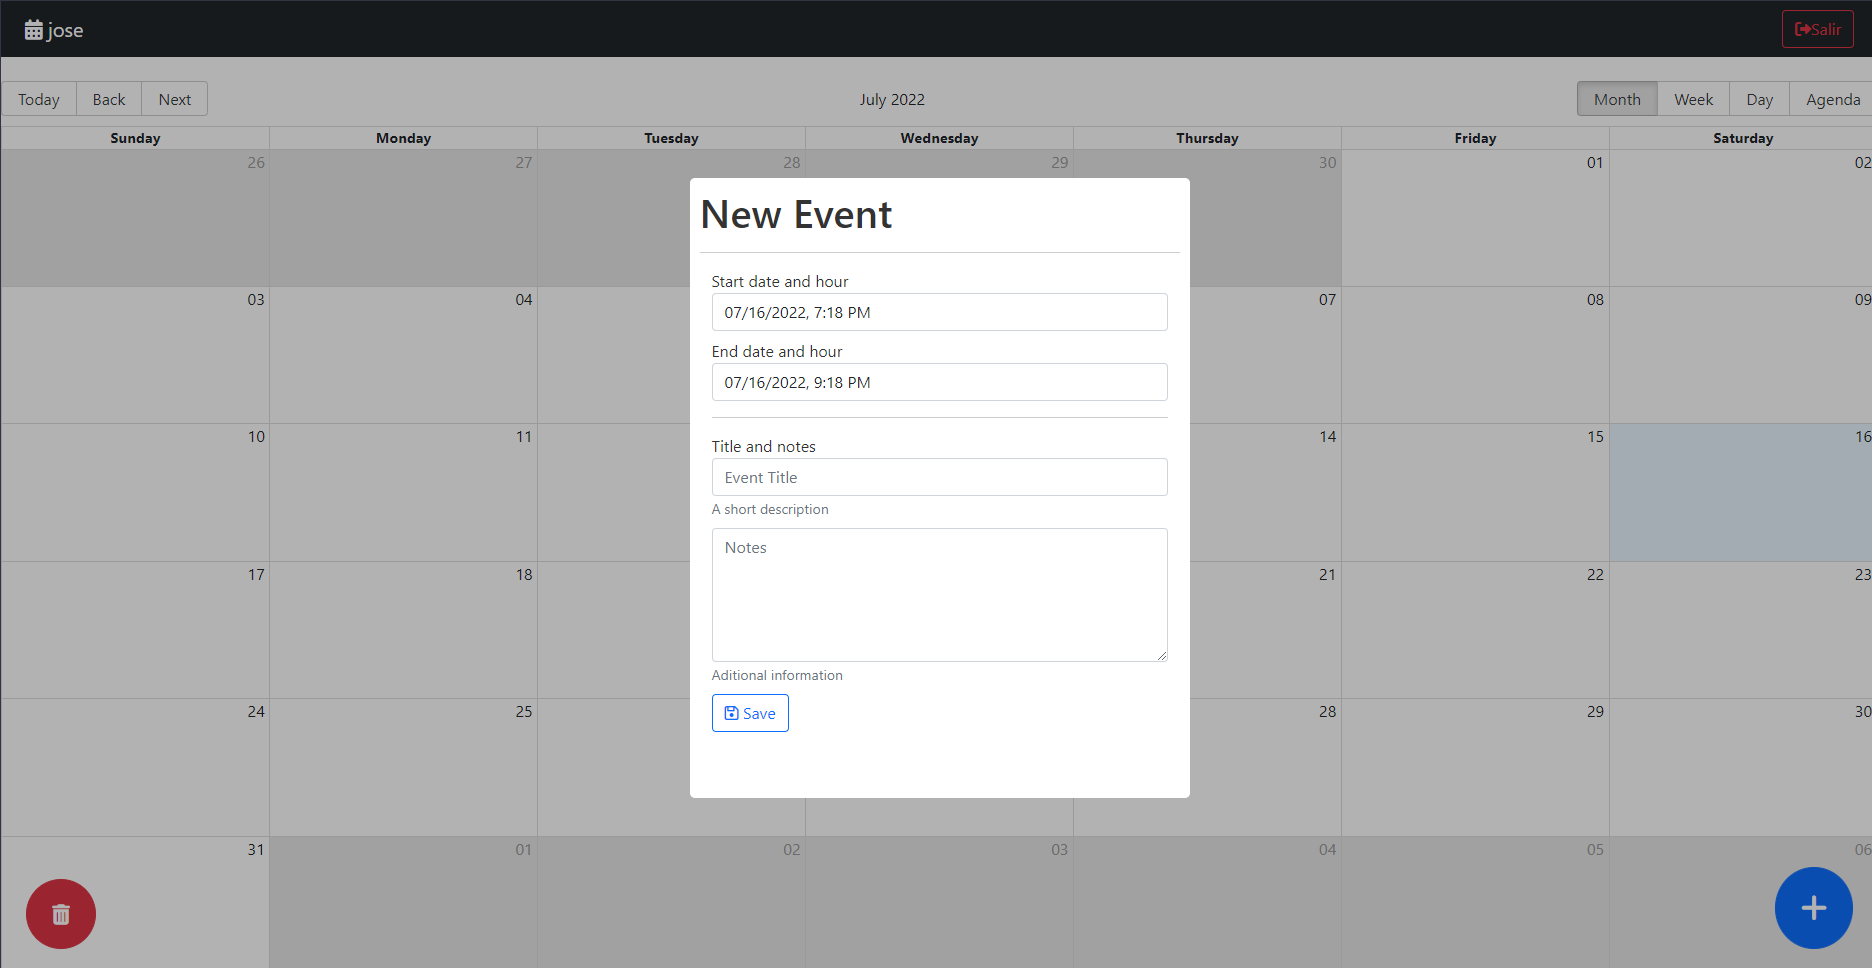 jose Salir
Today Back Next July 2022 Month Week Day Agenda
Sunday Monday Tuesday Wednesday Thursday Friday Saturday
26 27 28 29 30 01 02
New Event
Start date and hour
03 04 07 08 09
07/16/2022, 7:18 PM
End date and hour
07/16/2022, 9:18 PM
10 11 14 15 16
Title and notes
Event Title
A short description
Notes
17 18 21 22 23
Aditional information
24 25 28 29 30
Save
31 01 02 03 04 05 06